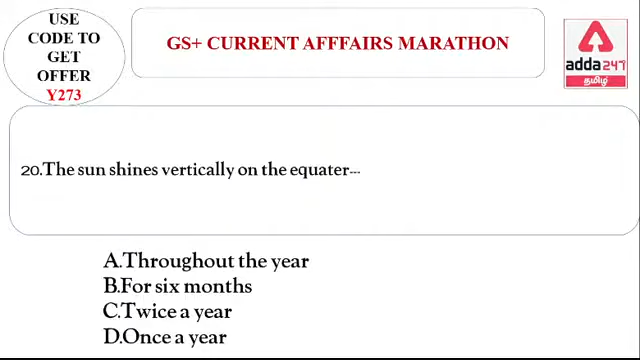 USE
CODE TO
GET
OFFER
Y273
GS+ CURRENT AFFFAIRS MARATHON
adda247
தமிழ்
20.The sun shines vertically on the equater---
A.Throughout the year
B.For six months
C.Twice a year
D.Once a year